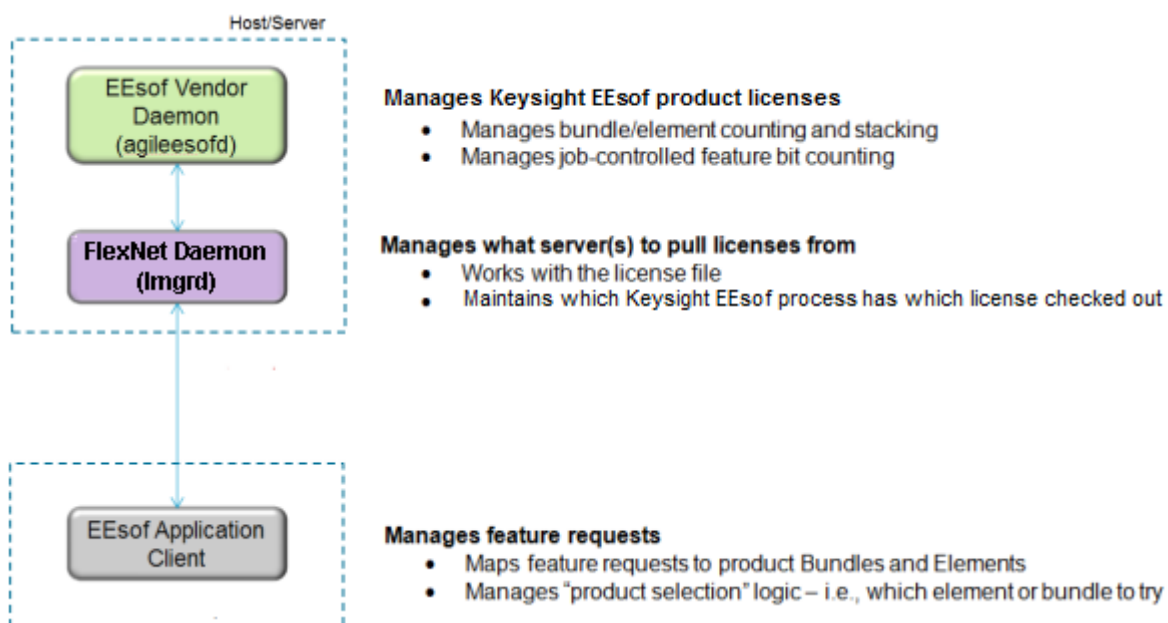 Host/Server
EEsof Vendor
Daemon
(agileesofd)
Manages Keysight EEsof product licenses
• Manages bundle/element counting and stacking
• Manages job-controlled feature bit counting
FlexNet Daemon
(lmgrd)
Manages what server(s) to pull licenses from
• Works with the license file
• Maintains which Keysight EEsof process has which license checked out
EEsof Application
Client
Manages feature requests
• Maps feature requests to product Bundles and Elements
• Manages “product selection” logic – i.e., which element or bundle to try